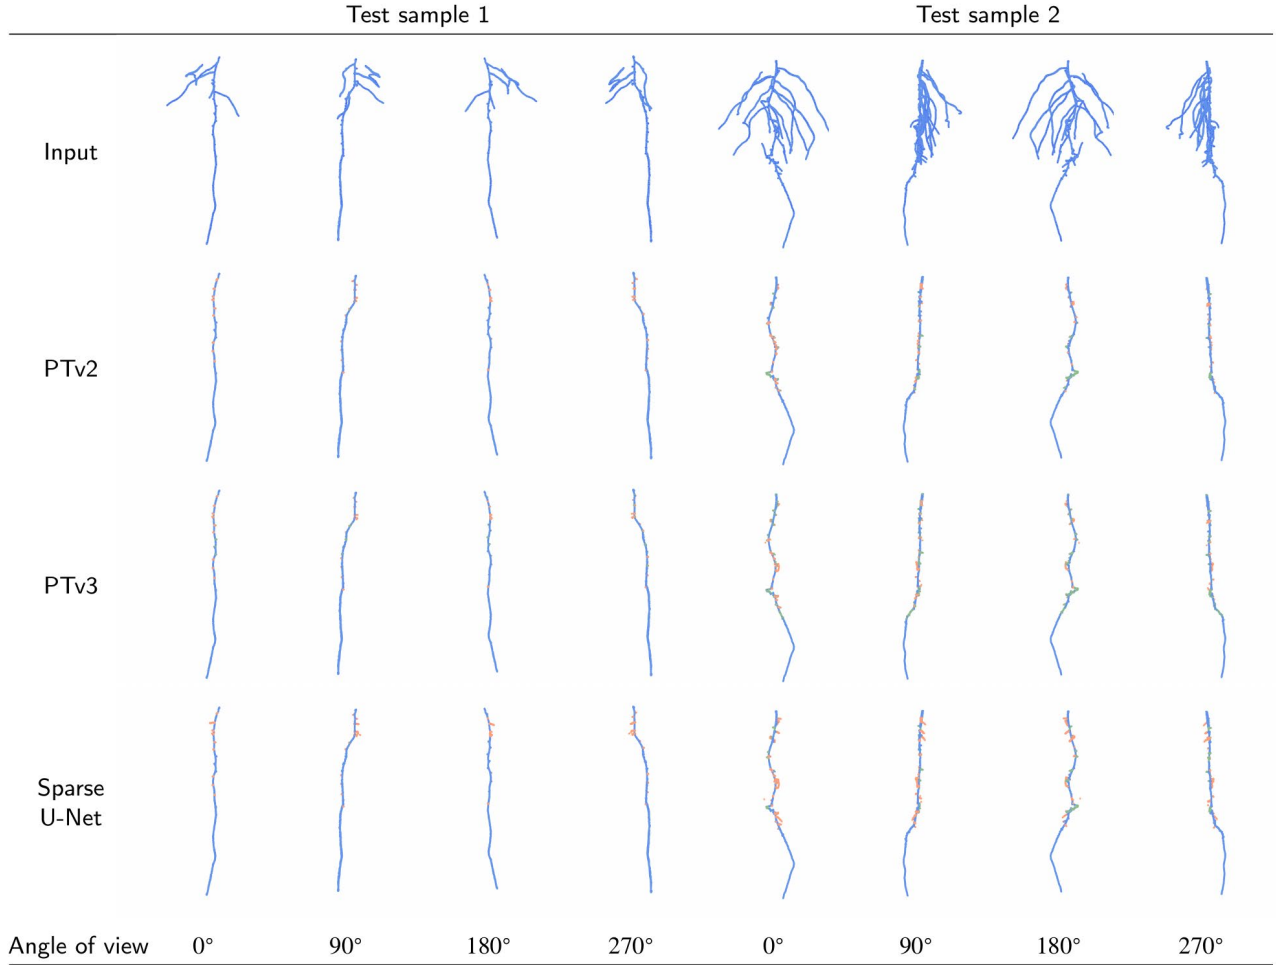 Test sample 1 Test sample 2
Input
PTv2
PTv3
Sparse
U-Net
Angle of view 0° 90° 180° 270° 0° 90° 180° 270°